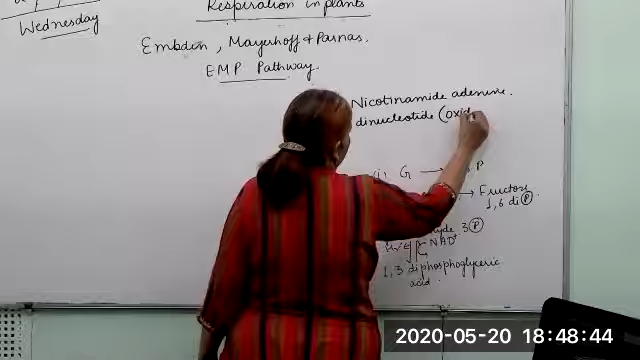 Wednesday
Respiration in plants
Embden, Mayerhoff & Parnas.
EMP Pathway.
Nicotinamide adenine.
dinucleotide (oxid
G → P
→ Fructose
1,6 di P
3 P
NAD+
1, 3 diphosphoglyceric
acid
2020-05-20 18:48:44